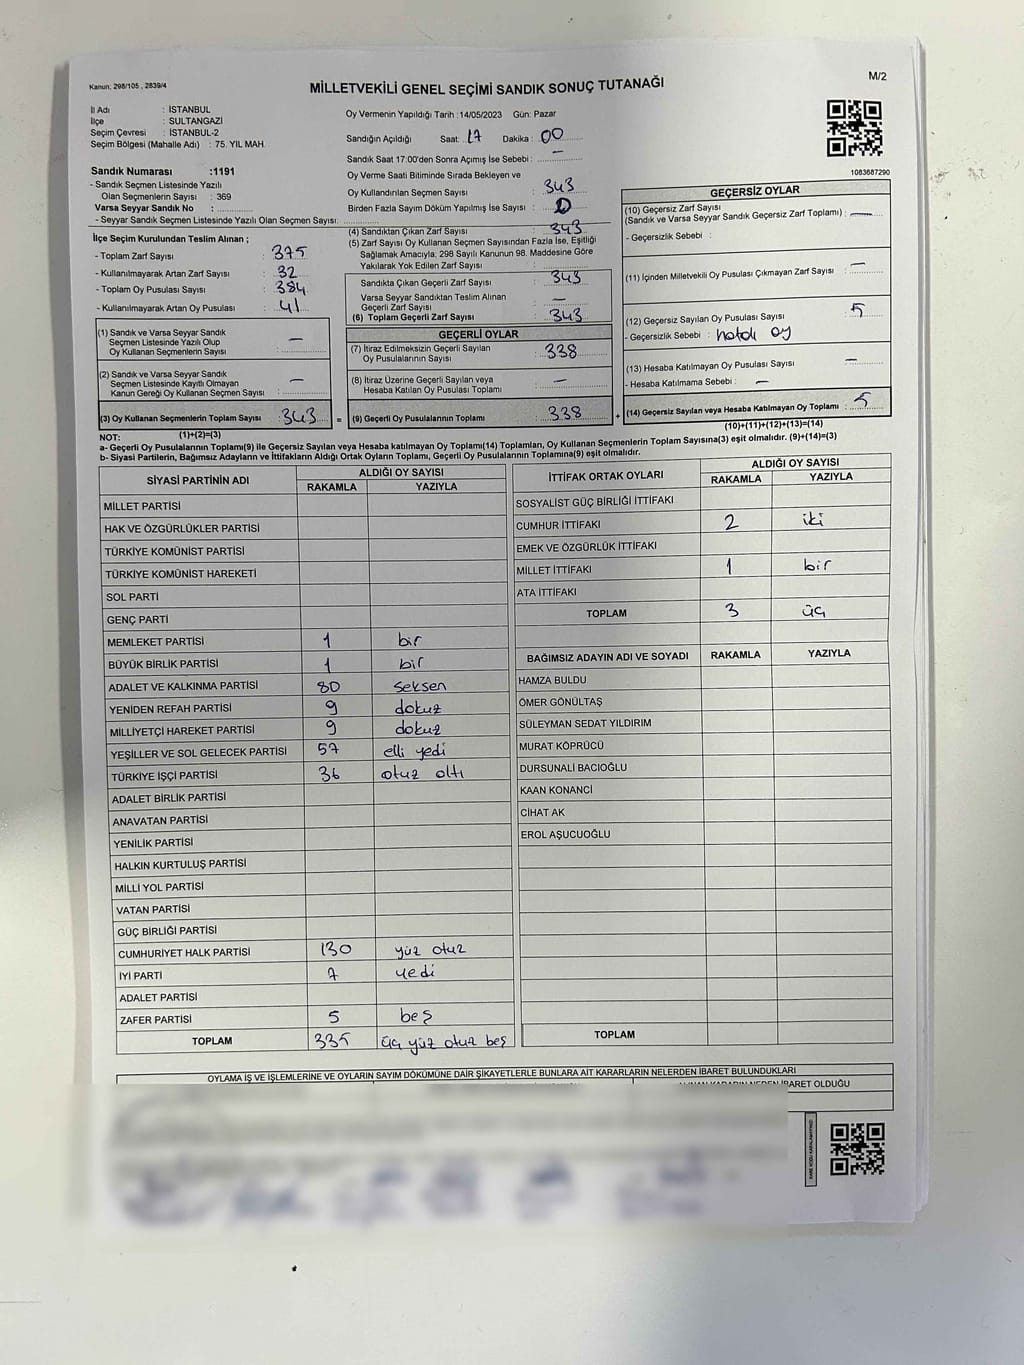 Kanun; 298/105 , 2839/4
MİLLETVEKİLİ GENEL SEÇİMİ SANDIK SONUÇ TUTANAĞI
M/2
İl Adı : İSTANBUL
İlçe : SULTANGAZİ
Seçim Çevresi : İSTANBUL-2
Seçim Bölgesi (Mahalle Adı) : 75. YIL MAH.
Sandık Numarası :1191
- Sandık Seçmen Listesinde Yazılı
Olan Seçmenlerin Sayısı : 369
Varsa Seyyar Sandık No :
- Seyyar Sandık Seçmen Listesinde Yazılı Olan Seçmen Sayısı:
Oy Vermenin Yapıldığı Tarih :14/05/2023 Gün: Pazar
Sandığın Açıldığı Saat: 17 Dakika : 00
Sandık Saat 17:00'den Sonra Açımış İse Sebebi : —
Oy Verme Saati Bitiminde Sırada Bekleyen ve
Oy Kullandırılan Seçmen Sayısı : 343
Birden Fazla Sayım Döküm Yapılmış İse Sayısı :
1083687290
İlçe Seçim Kurulundan Teslim Alınan ;
- Toplam Zarf Sayısı : 375
- Kullanılmayarak Artan Zarf Sayısı : 32
- Toplam Oy Pusulası Sayısı : 384
- Kullanılmayarak Artan Oy Pusulası : 41
(1) Sandık ve Varsa Seyyar Sandık
Seçmen Listesinde Yazılı Olup
Oy Kullanan Seçmenlerin Sayısı : —
(2) Sandık ve Varsa Seyyar Sandık
Seçmen Listesinde Kayıtlı Olmayan
Kanun Gereği Oy Kullanan Seçmen Sayısı : —
(3) Oy Kullanan Seçmenlerin Toplam Sayısı : 343
(1)+(2)=(3)
(4) Sandıktan Çıkan Zarf Sayısı : 343
(5) Zarf Sayısı Oy Kullanan Seçmen Sayısından Fazla İse, Eşitliği
Sağlamak Amacıyla; 298 Sayılı Kanunun 98. Maddesine Göre
Yakılarak Yok Edilen Zarf Sayısı :
Sandıkta Çıkan Geçerli Zarf Sayısı : 343
Varsa Seyyar Sandıktan Teslim Alınan
Geçerli Zarf Sayısı : —
(6) Toplam Geçerli Zarf Sayısı : 343
GEÇERLİ OYLAR
(7) İtiraz Edilmeksizin Geçerli Sayılan
Oy Pusulalarının Sayısı : 338
(8) İtiraz Üzerine Geçerli Sayılan veya
Hesaba Katılan Oy Pusulası Toplamı : —
= (9) Geçerli Oy Pusulalarının Toplamı : 338
GEÇERSİZ OYLAR
(10) Geçersiz Zarf Sayısı
(Sandık ve Varsa Seyyar Sandık Geçersiz Zarf Toplamı) : —
- Geçersizlik Sebebi :
(11) İçinden Milletvekili Oy Pusulası Çıkmayan Zarf Sayısı : —
(12) Geçersiz Sayılan Oy Pusulası Sayısı : 5
- Geçersizlik Sebebi : hatalı oy
(13) Hesaba Katılmayan Oy Pusulası Sayısı : —
- Hesaba Katılmama Sebebi : —
+ (14) Geçersiz Sayılan veya Hesaba Katılmayan Oy Toplamı : 5
(10)+(11)+(12)+(13)=(14)
NOT:
a- Geçerli Oy Pusulalarının Toplamı(9) ile Geçersiz Sayılan veya Hesaba katılmayan Oy Toplamı(14) Toplamları, Oy Kullanan Seçmenlerin Toplam Sayısına(3) eşit olmalıdır. (9)+(14)=(3)
b- Siyasi Partilerin, Bağımsız Adayların ve İttifakların Aldığı Ortak Oyların Toplamı, Geçerli Oy Pusulalarının Toplamına(9) eşit olmalıdır.
SİYASİ PARTİNİN ADI ALDIĞI OY SAYISI
RAKAMLA YAZIYLA
MİLLET PARTİSİ
HAK VE ÖZGÜRLÜKLER PARTİSİ
TÜRKİYE KOMÜNİST PARTİSİ
TÜRKİYE KOMÜNİST HAREKETİ
SOL PARTİ
GENÇ PARTİ
MEMLEKET PARTİSİ 1 bir
BÜYÜK BİRLİK PARTİSİ 1 bir
ADALET VE KALKINMA PARTİSİ 80 seksen
YENİDEN REFAH PARTİSİ 9 dokuz
MİLLİYETÇİ HAREKET PARTİSİ 9 dokuz
YEŞİLLER VE SOL GELECEK PARTİSİ 57 elli yedi
TÜRKİYE İŞÇİ PARTİSİ 36 otuz altı
ADALET BİRLİK PARTİSİ
ANAVATAN PARTİSİ
YENİLİK PARTİSİ
HALKIN KURTULUŞ PARTİSİ
MİLLİ YOL PARTİSİ
VATAN PARTİSİ
GÜÇ BİRLİĞİ PARTİSİ
CUMHURİYET HALK PARTİSİ 130 yüz otuz
İYİ PARTİ 7 yedi
ADALET PARTİSİ
ZAFER PARTİSİ 5 beş
TOPLAM 335 üç yüz otuz beş
İTTİFAK ORTAK OYLARI ALDIĞI OY SAYISI
RAKAMLA YAZIYLA
SOSYALİST GÜÇ BİRLİĞİ İTTİFAKI
CUMHUR İTTİFAKI 2 iki
EMEK VE ÖZGÜRLÜK İTTİFAKI
MİLLET İTTİFAKI 1 bir
ATA İTTİFAKI
TOPLAM 3 üç
BAĞIMSIZ ADAYIN ADI VE SOYADI RAKAMLA YAZIYLA
HAMZA BULDU
ÖMER GÖNÜLTAŞ
SÜLEYMAN SEDAT YILDIRIM
MURAT KÖPRÜCÜ
DURSUNALİ BACIOĞLU
KAAN KONANCİ
CİHAT AK
EROL AŞUCUOĞLU
TOPLAM
OYLAMA İŞ VE İŞLEMLERİNE VE OYLARIN SAYIM DÖKÜMÜNE DAİR ŞİKAYETLERLE BUNLARA AİT KARARLARIN NELERDEN İBARET BULUNDUKLARI
KARARIN NEDEN İBARET OLDUĞU
KARE KODU KARALAMAYINIZ!